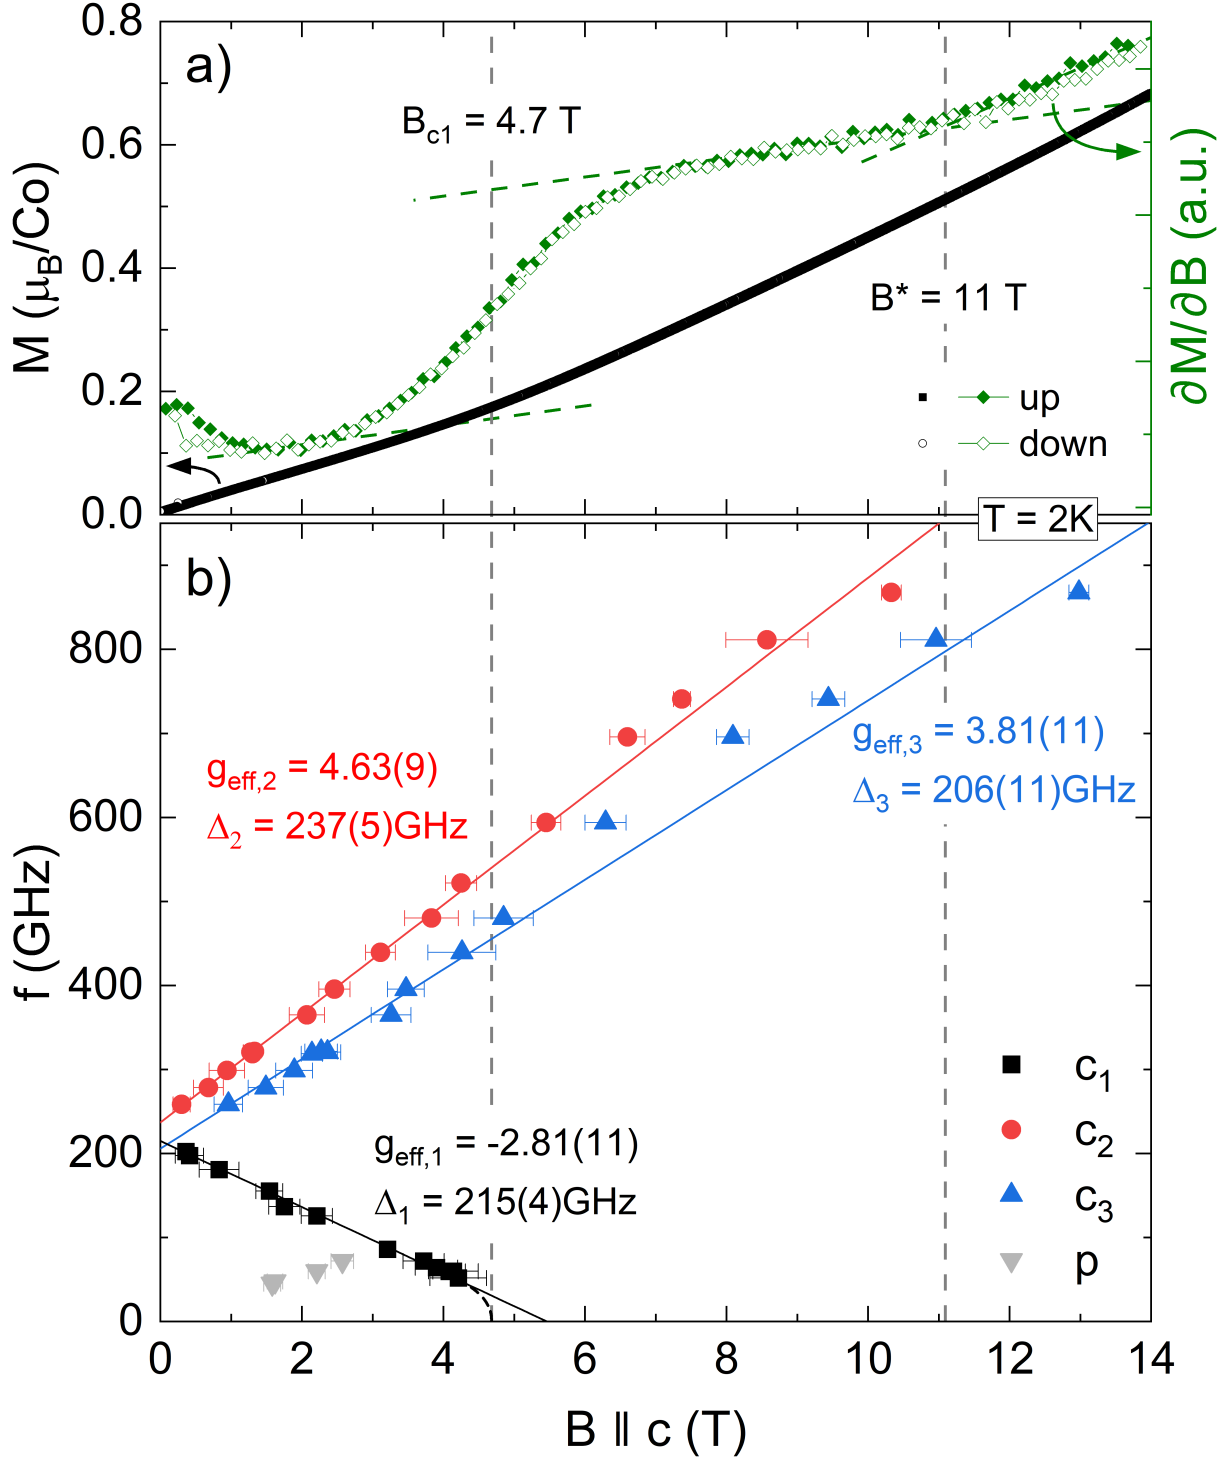 0.8
a)
B_c1 = 4.7 T
0.6
M (μ_B/Co)
∂M/∂B (a.u.)
0.4
B* = 11 T
0.2
up
down
0.0
T = 2K
b)
800
g_eff,3 = 3.81(11)
g_eff,2 = 4.63(9)
Δ_3 = 206(11)GHz
600
Δ_2 = 237(5)GHz
f (GHz)
400
c_1
200
g_eff,1 = -2.81(11)
c_2
Δ_1 = 215(4)GHz
c_3
p
0
0 2 4 6 8 10 12 14
B ∥ c (T)